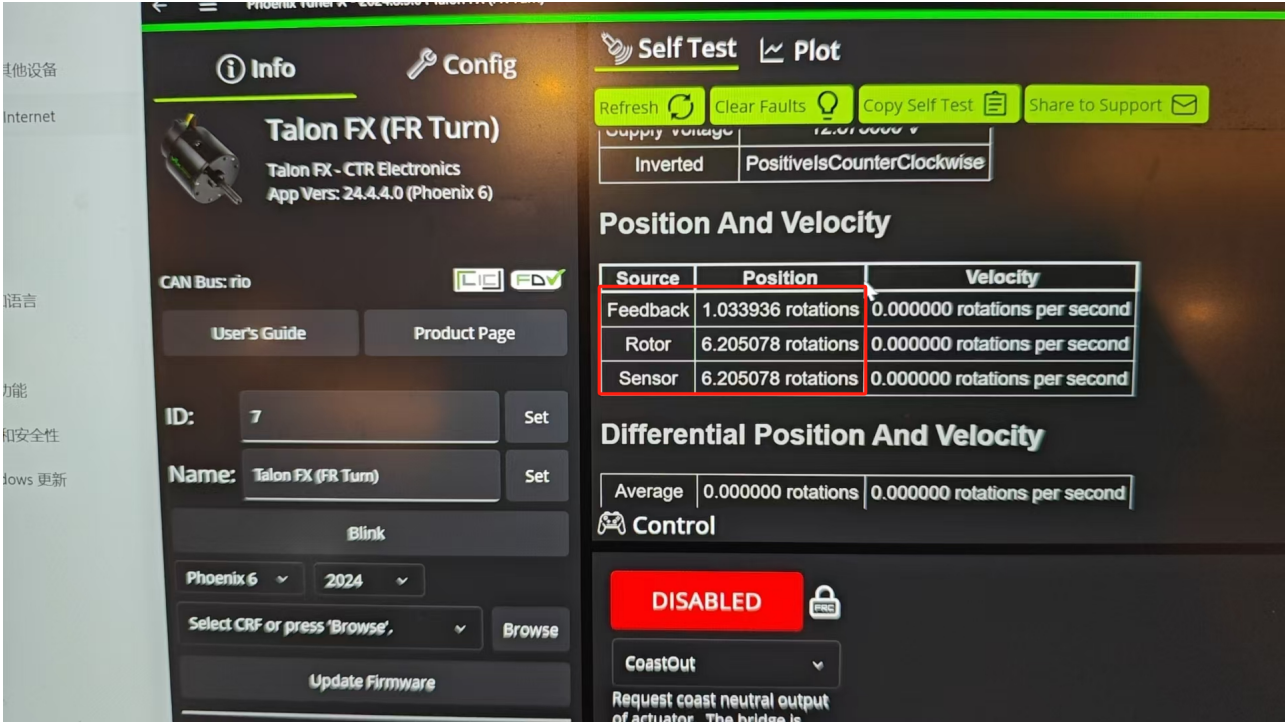 其他设备
Internet
语言
功能
和安全性
dows 更新
Info
Config
Talon FX (FR Turn)
Talon FX - CTR Electronics
App Vers: 24.4.4.0 (Phoenix 6)
CAN Bus: rio
LIC
FD
User's Guide
Product Page
ID:
7
Set
Name:
Talon FX (FR Turn)
Set
Blink
Phoenix 6
2024
Select CRF or press 'Browse'.
Browse
Update Firmware
Self Test
Plot
Refresh
Clear Faults
Copy Self Test
Share to Support
Supply Voltage
Inverted PositiveIsCounterClockwise
Position And Velocity
Source Position Velocity
Feedback 1.033936 rotations 0.000000 rotations per second
Rotor 6.205078 rotations 0.000000 rotations per second
Sensor 6.205078 rotations 0.000000 rotations per second
Differential Position And Velocity
Average 0.000000 rotations 0.000000 rotations per second
Control
DISABLED
FRC
CoastOut
Request coast neutral output
of actuator. The bridge is